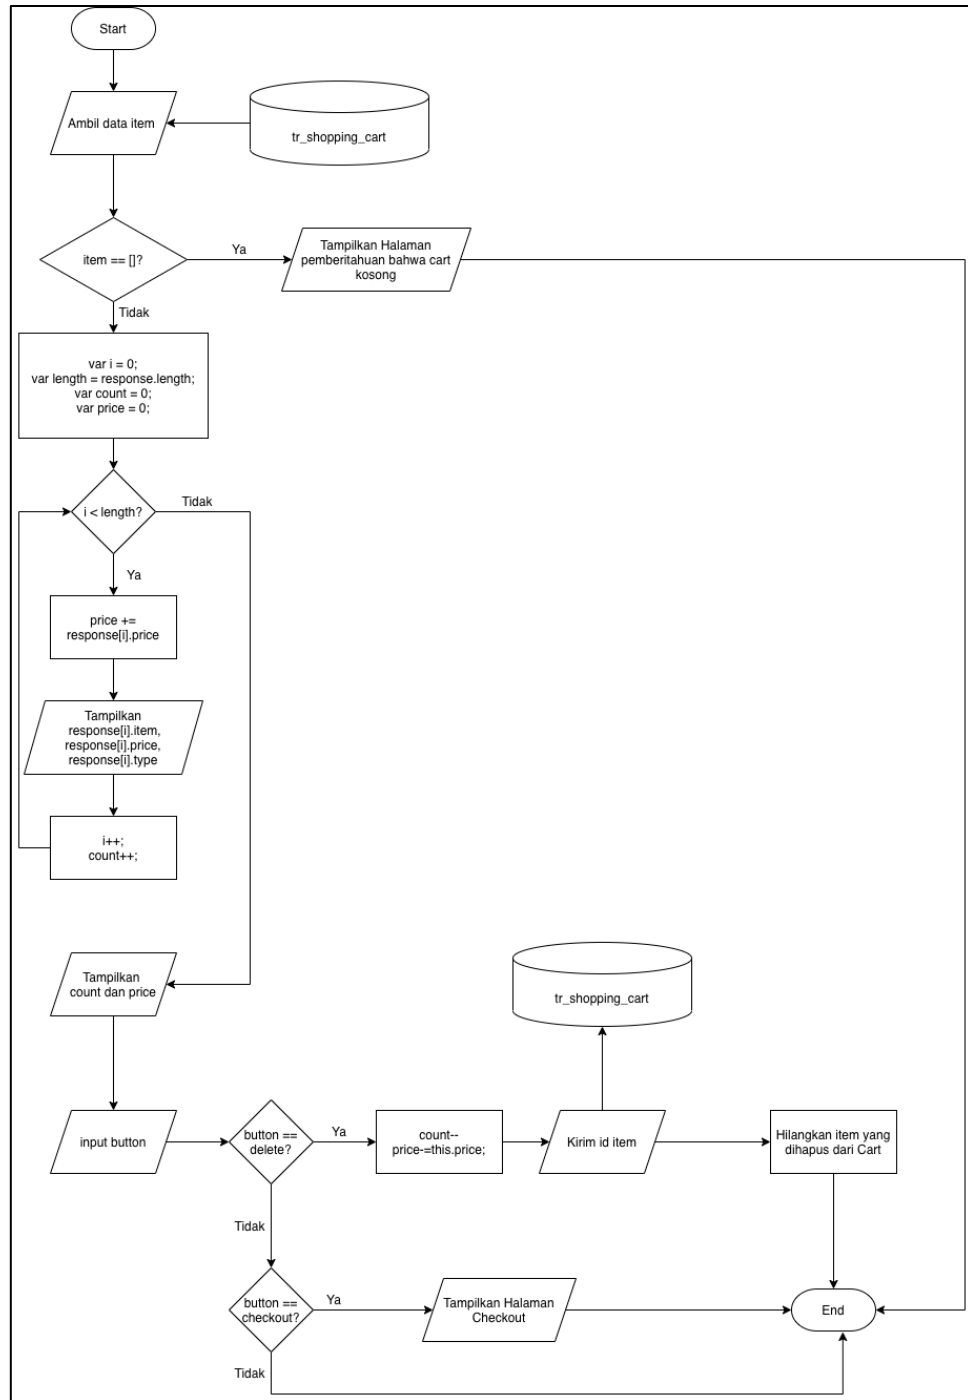 Start
Ambil data item
tr_shopping_cart
item == []?
Ya
Tampilkan Halaman
pemberitahuan bahwa cart
kosong
Tidak
var i = 0;
var length = response.length;
var count = 0;
var price = 0;
i < length?
Tidak
Ya
price +=
response[i].price
Tampilkan
response[i].item,
response[i].price,
response[i].type
i++;
count++;
Tampilkan
count dan price
tr_shopping_cart
input button
button ==
delete?
Ya
count--
price-=this.price;
Kirim id item
Hilangkan item yang
dihapus dari Cart
Tidak
button ==
checkout?
Ya
Tampilkan Halaman
Checkout
End
Tidak